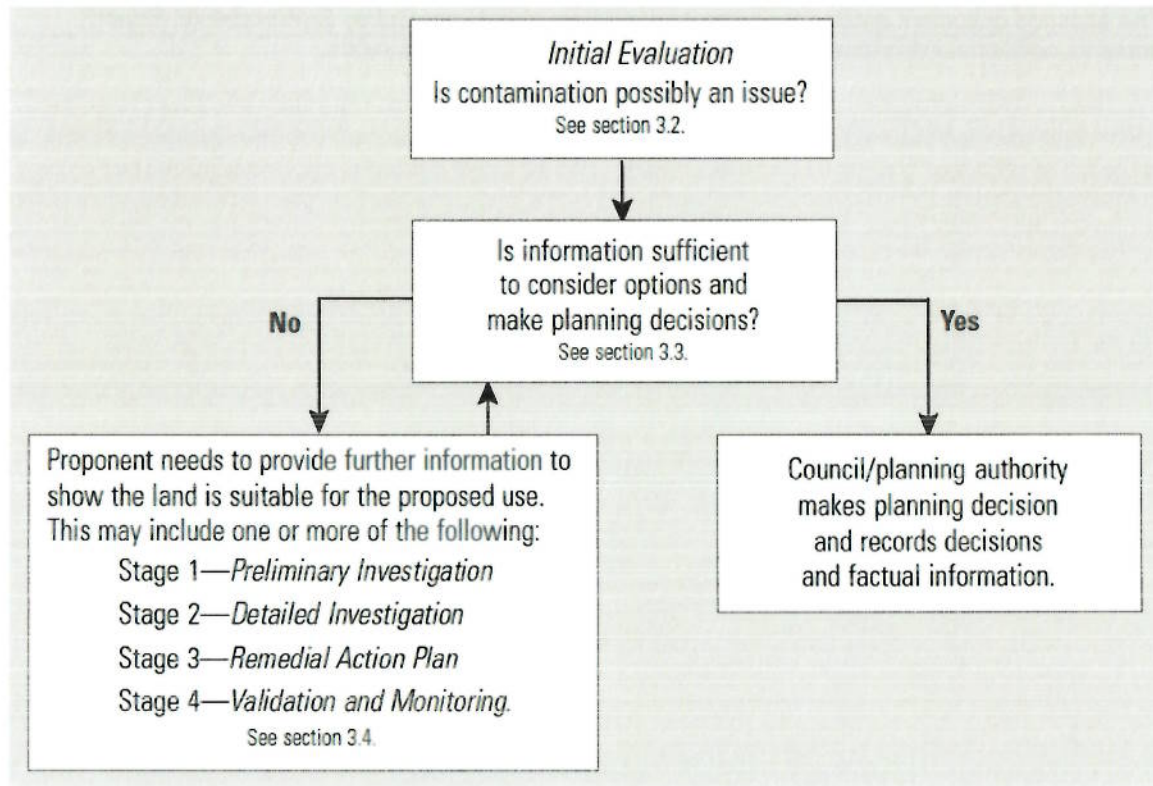 Initial Evaluation
Is contamination possibly an issue?
See section 3.2.
Is information sufficient
to consider options and
make planning decisions?
See section 3.3.
No
Yes
Proponent needs to provide further information to
show the land is suitable for the proposed use.
This may include one or more of the following:
Stage 1—Preliminary Investigation
Stage 2—Detailed Investigation
Stage 3—Remedial Action Plan
Stage 4—Validation and Monitoring.
See section 3.4.
Council/planning authority
makes planning decision
and records decisions
and factual information.